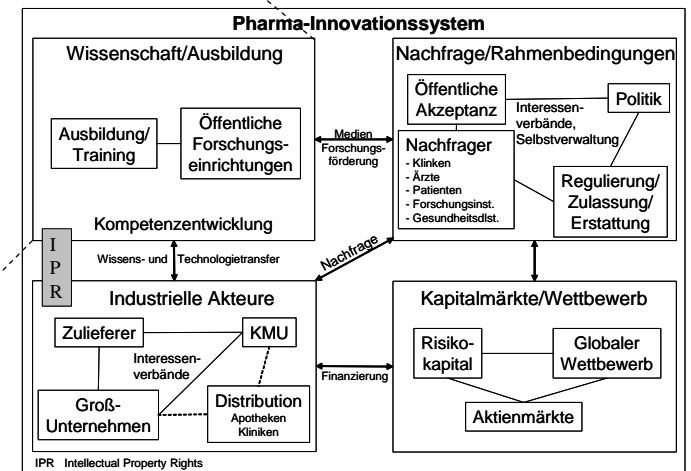 Pharma-Innovationssystem
Wissenschaft/Ausbildung
Ausbildung/
Training
Öffentliche
Forschungs-
einrichtungen
Kompetenzentwicklung
Medien
Forschungs-
förderung
Nachfrage/Rahmenbedingungen
Öffentliche
Akzeptanz
Interessen-
verbände,
Selbstverwaltung
Politik
Nachfrager
- Klinken
- Ärzte
- Patienten
- Forschungsinst.
- Gesundheitsdlst.
Regulierung/
Zulassung/
Erstattung
I
P
R
Wissens- und Technologietransfer
Nachfrage
Industrielle Akteure
Zulieferer
KMU
Interessen-
verbände
Groß-
Unternehmen
Distribution
Apotheken
Kliniken
Finanzierung
Kapitalmärkte/Wettbewerb
Risiko-
kapital
Globaler
Wettbewerb
Aktienmärkte
IPR Intellectual Property Rights